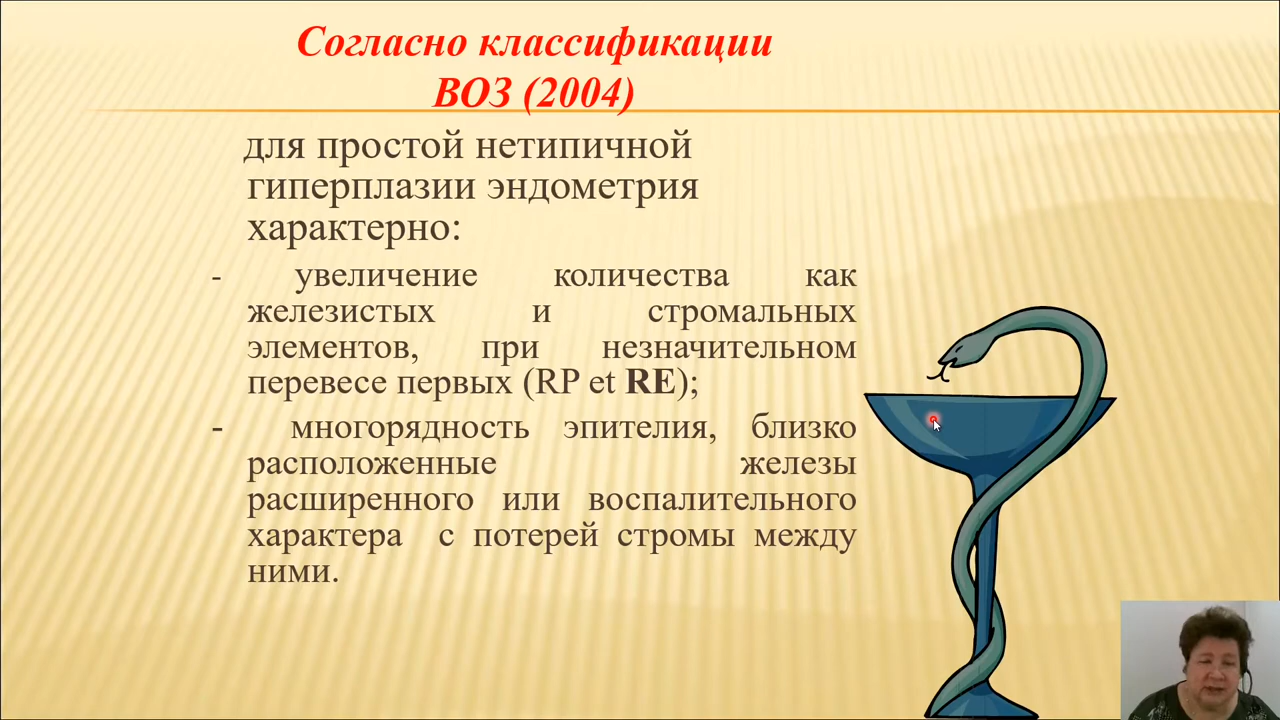 Согласно классификации
ВОЗ (2004)
для простой нетипичной
гиперплазии эндометрия
характерно:
- увеличение количества как
железистых и стромальных
элементов, при незначительном
перевесе первых (RP et RE);
- многорядность эпителия, близко
расположенные железы
расширенного или воспалительного
характера с потерей стромы между
ними.